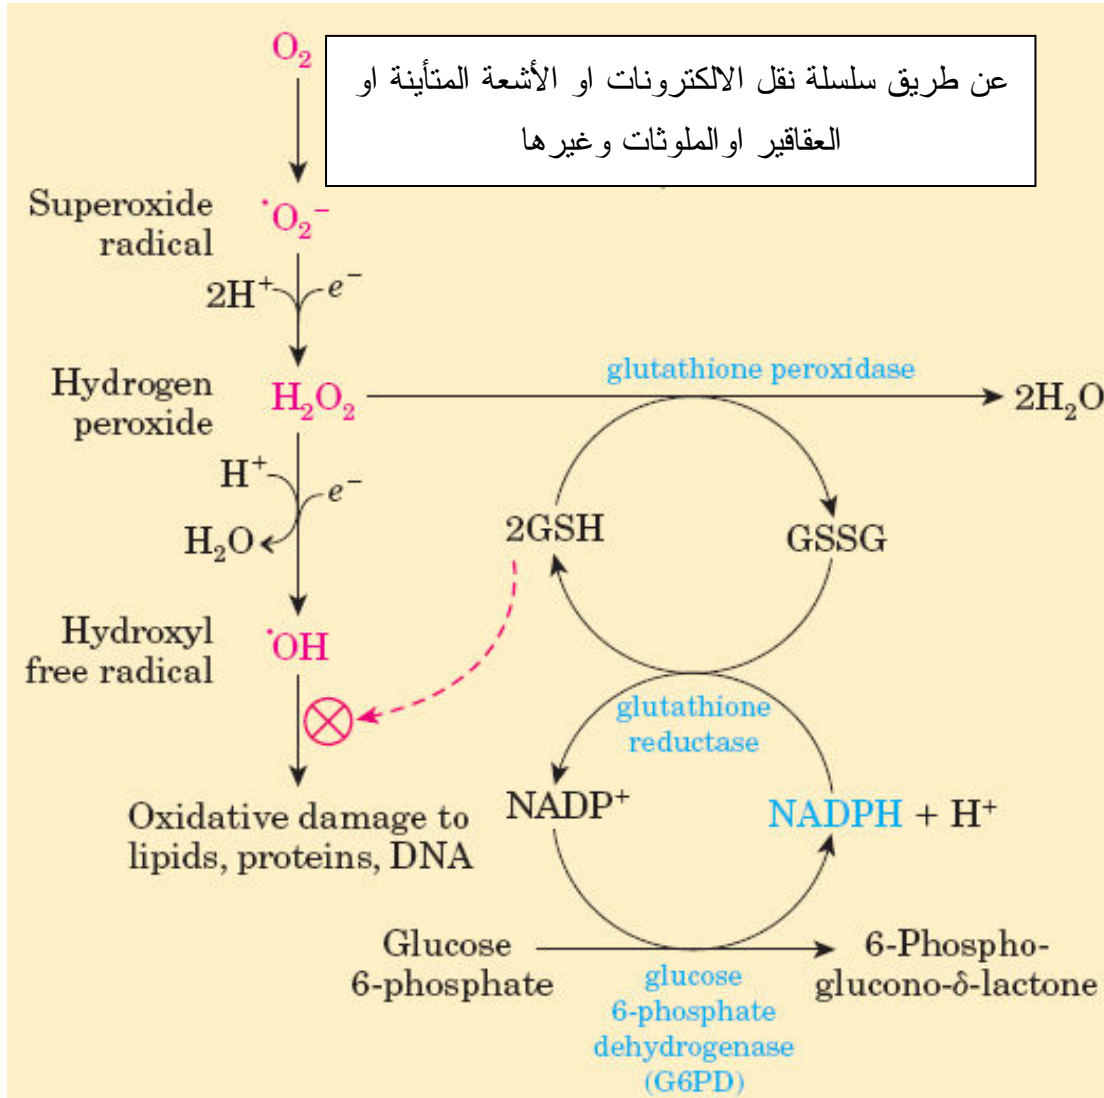 O₂
عن طريق سلسلة نقل الالكترونات او الأشعة المتأينة او
العقاقير اوالملوثات وغيرها
Superoxide
radical
˙O₂⁻
2H⁺
e⁻
Hydrogen
peroxide
H₂O₂
glutathione peroxidase
2H₂O
H⁺
e⁻
H₂O
2GSH
GSSG
Hydroxyl
free radical
˙OH
glutathione
reductase
Oxidative damage to
lipids, proteins, DNA
NADP⁺
NADPH + H⁺
Glucose
6-phosphate
6-Phospho-
glucono-δ-lactone
glucose
6-phosphate
dehydrogenase
(G6PD)